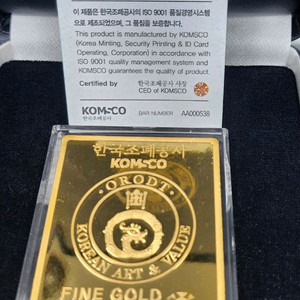 이 제품은 한국조폐공사의 ISO 9001 품질경영시스템
으로 제조되었으며, 그 품질을 보증합니다.
This product is manufactured by KOMSCO
(Korea Minting, Security Printing & ID Card
Operating, Corporation) in accordance with
ISO 9001 quality management system and
KOMSCO guarantees the quality of product.
Certified by
한국조폐공사 사장
CEO of KOMSCO
KOMSCO
한국조폐공사
BAR NUMBER
AA000538
한국조폐공사
KOMSCO
·ORODT·
KOREAN ART & VALUE
FINE GOLD